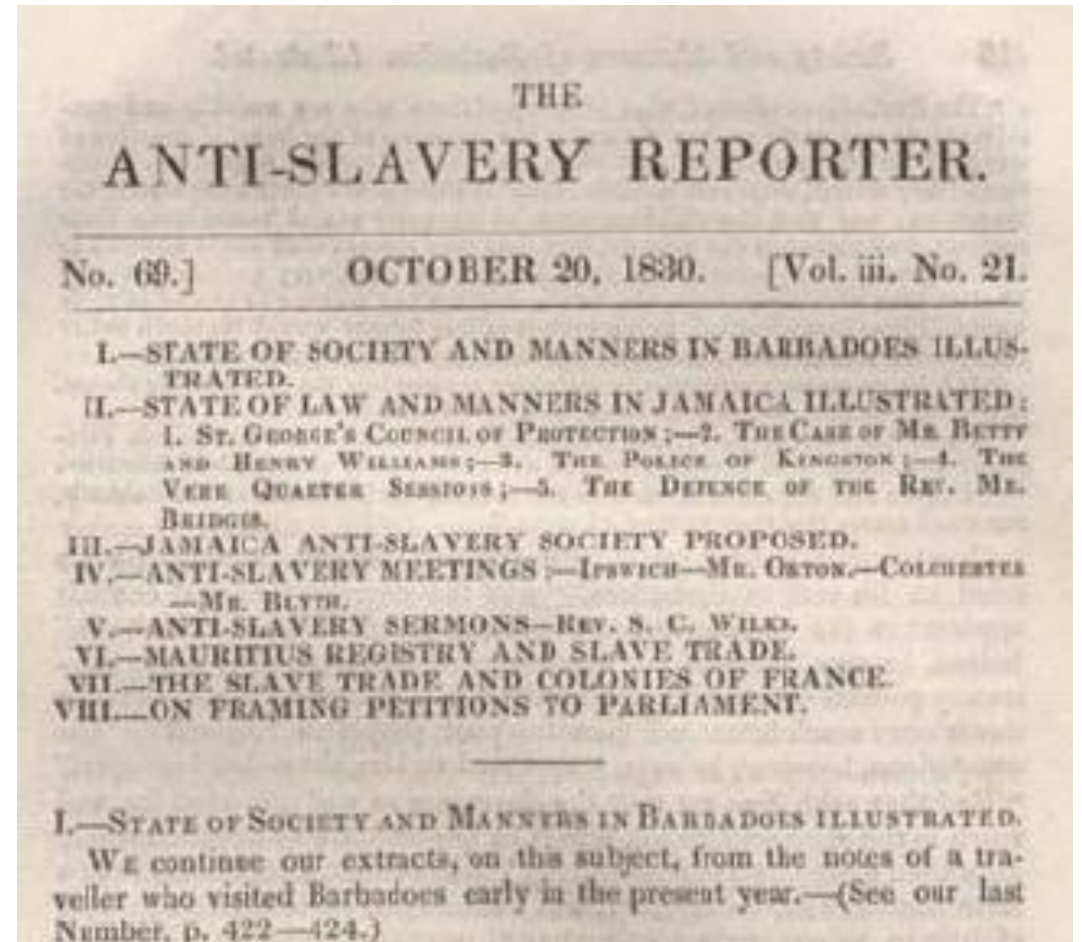 THE
ANTI-SLAVERY REPORTER.
No. 69.] OCTOBER 20, 1830. [Vol. iii. No. 21.
I.—STATE OF SOCIETY AND MANNERS IN BARBADOES ILLUS-
TRATED.
II.—STATE OF LAW AND MANNERS IN JAMAICA ILLUSTRATED:
1. ST. GEORGE'S COUNCIL OF PROTECTION;—2. THE CASE OF MR. BETTY
AND HENRY WILLIAMS;—3. THE POLICE OF KINGSTON;—4. THE
VERE QUARTER SESSIONS;—5. THE DEFENCE OF THE REV. MR.
BRIDGES.
III.—JAMAICA ANTI-SLAVERY SOCIETY PROPOSED.
IV.—ANTI-SLAVERY MEETINGS;—IPSWICH—MR. ORTON.—COLCHESTER
—MR. BLYTH.
V.—ANTI-SLAVERY SERMONS—REV. S. C. WILKS.
VI.—MAURITIUS REGISTRY AND SLAVE TRADE.
VII.—THE SLAVE TRADE AND COLONIES OF FRANCE.
VIII.—ON FRAMING PETITIONS TO PARLIAMENT.
I.—STATE OF SOCIETY AND MANNERS IN BARBADOES ILLUSTRATED.
WE continue our extracts, on this subject, from the notes of a tra-
veller who visited Barbadoes early in the present year.—(See our last
Number, p. 422—424.)